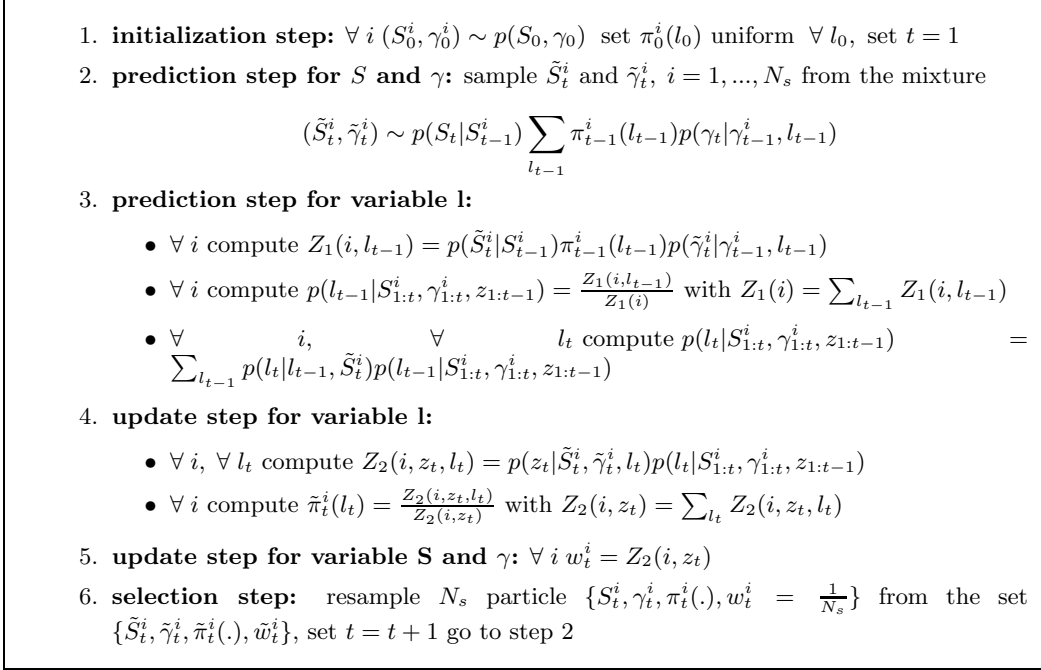 1. initialization step: ∀ i (S_0^i, γ_0^i) ∼ p(S_0, γ_0) set π_0^i(l_0) uniform ∀ l_0, set t = 1
2. prediction step for S and γ: sample S̃_t^i and γ̃_t^i, i = 1, ..., N_s from the mixture
(S̃_t^i, γ̃_t^i) ∼ p(S_t|S_{t−1}^i) ∑_{l_{t−1}} π_{t−1}^i(l_{t−1})p(γ_t|γ_{t−1}^i, l_{t−1})
3. prediction step for variable l:
• ∀ i compute Z_1(i, l_{t−1}) = p(S̃_t^i|S_{t−1}^i)π_{t−1}^i(l_{t−1})p(γ̃_t^i|γ_{t−1}^i, l_{t−1})
• ∀ i compute p(l_{t−1}|S_{1:t}^i, γ_{1:t}^i, z_{1:t−1}) = \frac{Z_1(i,l_{t−1})}{Z_1(i)} with Z_1(i) = ∑_{l_{t−1}} Z_1(i, l_{t−1})
• ∀ i, ∀ l_t compute p(l_t|S_{1:t}^i, γ_{1:t}^i, z_{1:t−1}) =
∑_{l_{t−1}} p(l_t|l_{t−1}, S̃_t^i)p(l_{t−1}|S_{1:t}^i, γ_{1:t}^i, z_{1:t−1})
4. update step for variable l:
• ∀ i, ∀ l_t compute Z_2(i, z_t, l_t) = p(z_t|S̃_t^i, γ̃_t^i, l_t)p(l_t|S_{1:t}^i, γ_{1:t}^i, z_{1:t−1})
• ∀ i compute π̃_t^i(l_t) = \frac{Z_2(i,z_t,l_t)}{Z_2(i,z_t)} with Z_2(i, z_t) = ∑_{l_t} Z_2(i, z_t, l_t)
5. update step for variable S and γ: ∀ i w_t^i = Z_2(i, z_t)
6. selection step: resample N_s particle {S_t^i, γ_t^i, π_t^i(.), w_t^i = \frac{1}{N_s}} from the set
{S̃_t^i, γ̃_t^i, π̃_t^i(.), w̃_t^i}, set t = t + 1 go to step 2